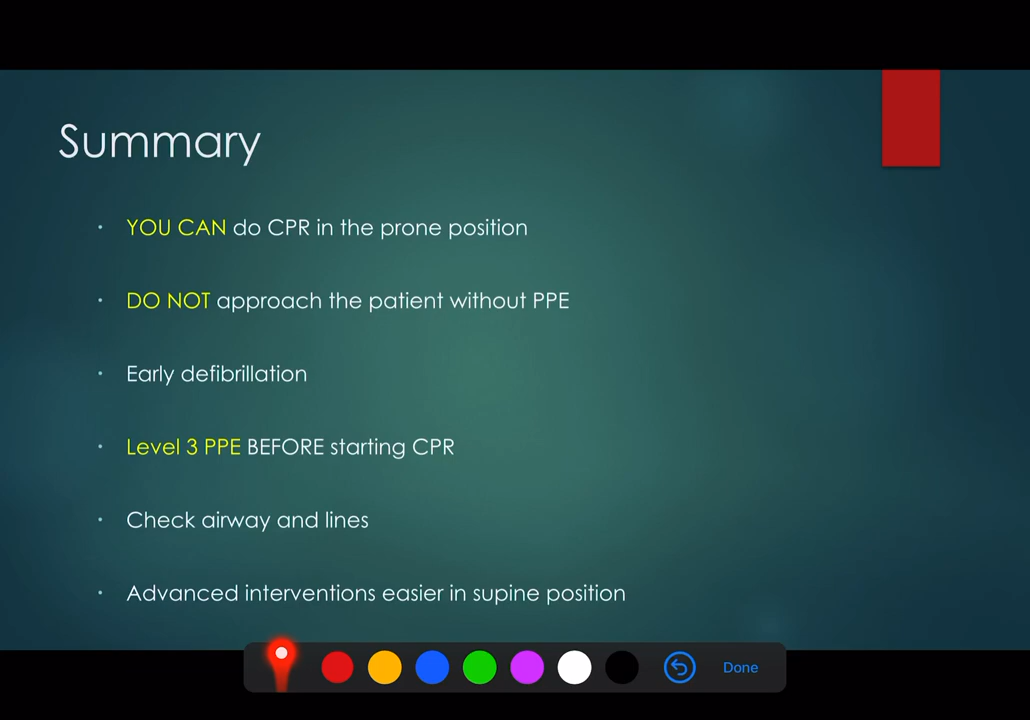 Summary
YOU CAN do CPR in the prone position
DO NOT approach the patient without PPE
Early defibrillation
Level 3 PPE BEFORE starting CPR
Check airway and lines
Advanced interventions easier in supine position
Done